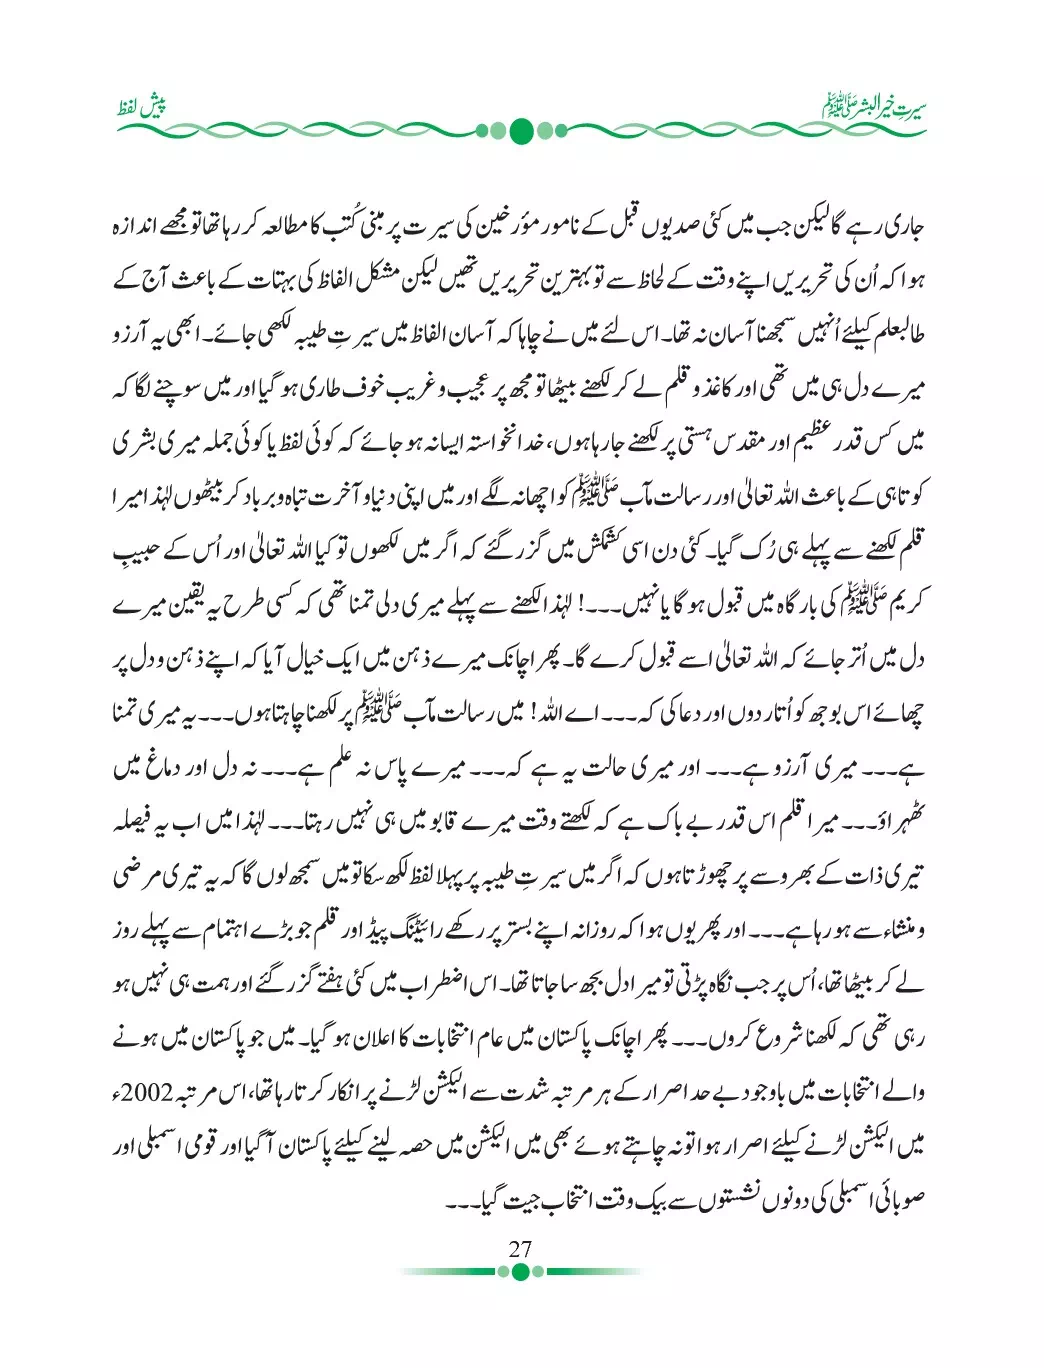 سیرتِ خیر البشر ﷺ
پیش لفظ
جاری رہے گا لیکن جب میں کئی صدیوں قبل کے نامور مؤرخین کی سیرت پر مبنی کُتب کا مطالعہ کر رہا تھا تو مجھے اندازہ
ہوا کہ اُن کی تحریریں اپنے وقت کے لحاظ سے تو بہترین تحریریں تھیں لیکن مشکل الفاظ کی بہتات کے باعث آج کے
طالبعلم کیلئے اُنہیں سمجھنا آسان نہ تھا۔ اس لئے میں نے چاہا کہ آسان الفاظ میں سیرتِ طیبہ لکھی جائے۔ ابھی یہ آرزو
میرے دل ہی میں تھی اور کاغذ و قلم لے کر لکھنے بیٹھا تو مجھ پر عجیب و غریب خوف طاری ہو گیا اور میں سوچنے لگا کہ
میں کس قدر عظیم اور مقدس ہستی پر لکھنے جا رہا ہوں، خدانخواستہ ایسا نہ ہو جائے کہ کوئی لفظ یا کوئی جملہ میری بشری
کوتاہی کے باعث اللہ تعالیٰ اور رسالت مآب ﷺ کو اچھا نہ لگے اور میں اپنی دنیا و آخرت تباہ و برباد کر بیٹھوں لہٰذا میرا
قلم لکھنے سے پہلے ہی رُک گیا۔ کئی دن اسی کشمکش میں گزر گئے کہ اگر میں لکھوں تو کیا اللہ تعالیٰ اور اُس کے حبیبِ
کریم ﷺ کی بارگاہ میں قبول ہو گا یا نہیں۔۔۔! لہٰذا لکھنے سے پہلے میری دلی تمنا تھی کہ کسی طرح یہ یقین میرے
دل میں اُتر جائے کہ اللہ تعالیٰ اسے قبول کرے گا۔ پھر اچانک میرے ذہن میں ایک خیال آیا کہ اپنے ذہن و دل پر
چھائے اس بوجھ کو اُتار دوں اور دعا کی کہ۔۔۔ اے اللہ! میں رسالت مآب ﷺ پر لکھنا چاہتا ہوں۔۔۔ یہ میری تمنا
ہے۔۔۔ میری آرزو ہے۔۔۔ اور میری حالت یہ ہے کہ۔۔۔ میرے پاس نہ علم ہے۔۔۔ نہ دل اور دماغ میں
ٹھہراؤ۔۔۔ میرا قلم اس قدر بے باک ہے کہ لکھتے وقت میرے قابو میں ہی نہیں رہتا۔۔۔ لہٰذا میں اب یہ فیصلہ
تیری ذات کے بھروسے پر چھوڑتا ہوں کہ اگر میں سیرتِ طیبہ پر پہلا لفظ لکھ سکا تو میں سمجھ لوں گا کہ یہ تیری مرضی
و منشاء سے ہو رہا ہے۔۔۔ اور پھر یوں ہوا کہ روزانہ اپنے بستر پر رکھے رائیٹنگ پیڈ اور قلم جو بڑے اہتمام سے پہلے روز
لے کر بیٹھا تھا، اُس پر جب نگاہ پڑتی تو میرا دل بجھ سا جاتا تھا۔ اس اضطراب میں کئی ہفتے گزر گئے اور ہمت ہی نہیں ہو
رہی تھی کہ لکھنا شروع کروں۔۔۔ پھر اچانک پاکستان میں عام انتخابات کا اعلان ہو گیا۔ میں جو پاکستان میں ہونے
والے انتخابات میں باوجود بے حد اصرار کے ہر مرتبہ شدت سے الیکشن لڑنے پر انکار کرتا رہا تھا، اس مرتبہ 2002ء
میں الیکشن لڑنے کیلئے اصرار ہوا تو نہ چاہتے ہوئے بھی میں الیکشن میں حصہ لینے کیلئے پاکستان آ گیا اور قومی اسمبلی اور
صوبائی اسمبلی کی دونوں نشستوں سے بیک وقت انتخاب جیت گیا۔۔۔
27